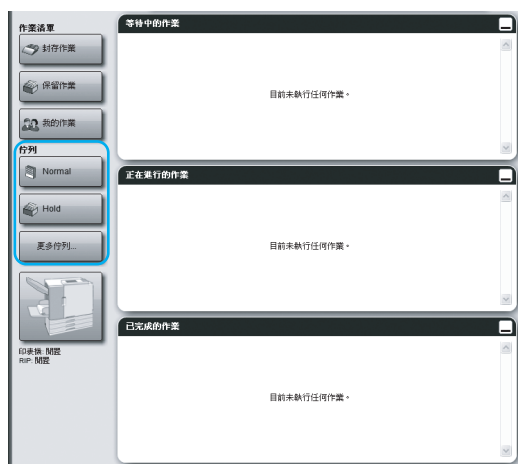 作業清單
封存作業
保留作業
我的作業
佇列
Normal
Hold
更多佇列...
印表機: 閒置
RIP: 閒置
等待中的作業
目前未執行任何作業。
正在進行的作業
目前未執行任何作業。
已完成的作業
目前未執行任何作業。